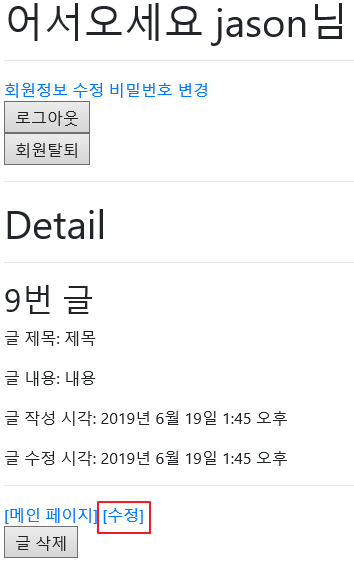 어서오세요 jason님
회원정보 수정 비밀번호 변경
로그아웃
회원탈퇴
Detail
9번 글
글 제목: 제목
글 내용: 내용
글 작성 시각: 2019년 6월 19일 1:45 오후
글 수정 시각: 2019년 6월 19일 1:45 오후
[메인 페이지] [수정]
글 삭제